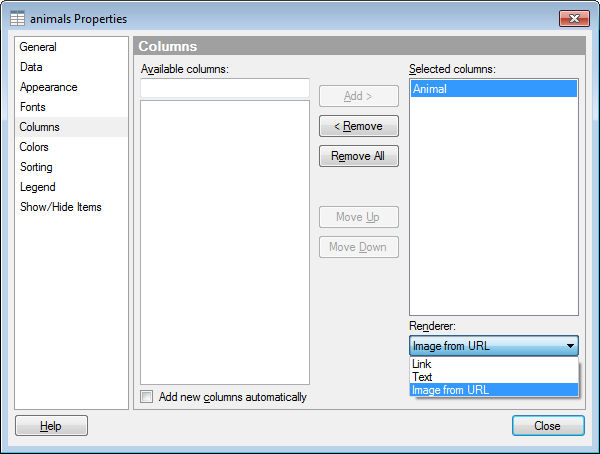 animals Properties
General
Data
Appearance
Fonts
Columns
Colors
Sorting
Legend
Show/Hide Items
Columns
Available columns:
Add >
< Remove
Remove All
Move Up
Move Down
Selected columns:
Animal
Renderer:
Image from URL
Link
Text
Image from URL
Add new columns automatically
Help
Close